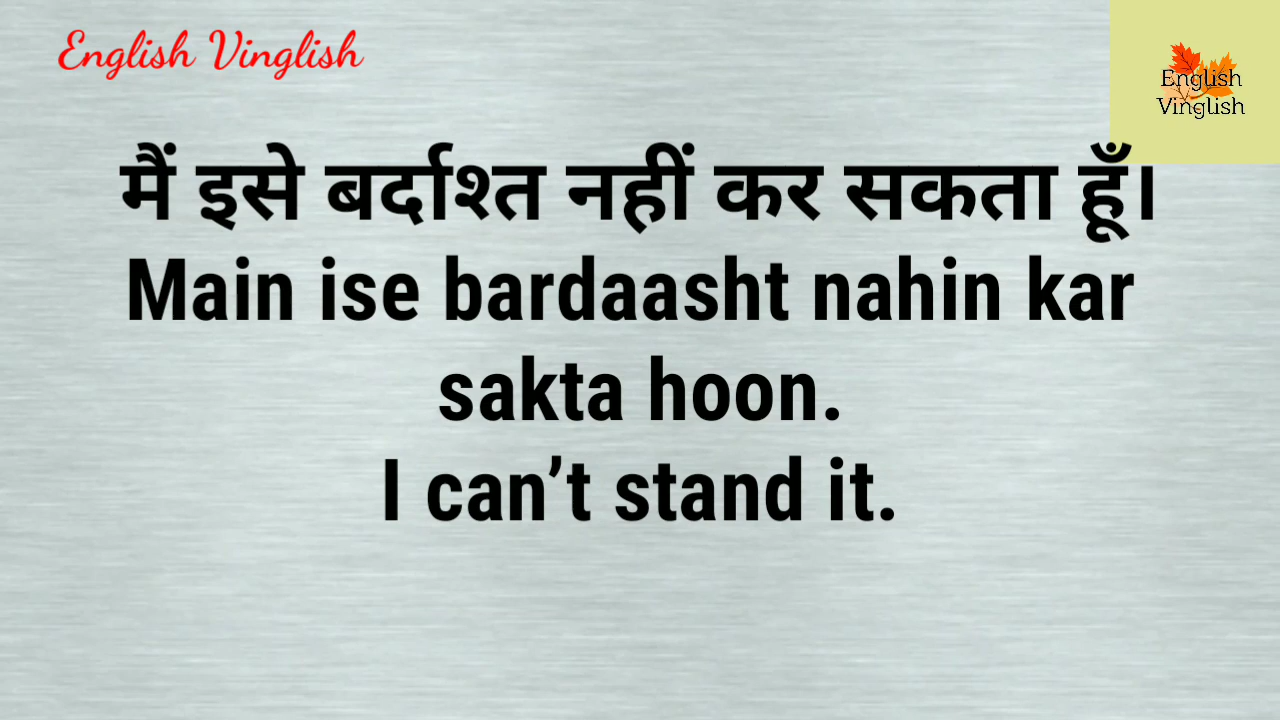 English Vinglish
English
Vinglish
मैं इसे बर्दाश्त नहीं कर सकता हूँ।
Main ise bardaasht nahin kar
sakta hoon.
I can’t stand it.